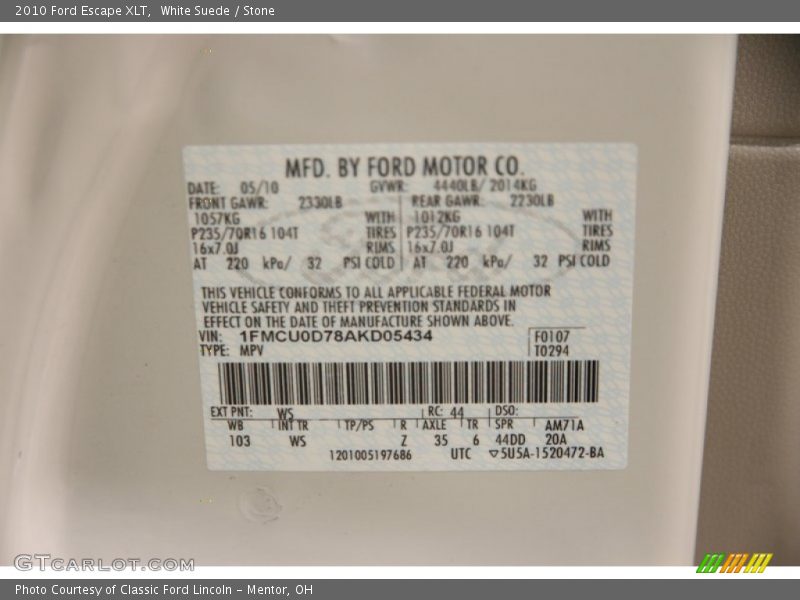 2010 Ford Escape XLT,  White Suede / Stone
MFD. BY FORD MOTOR CO.
DATE: 05/10 GVWR: 4440LB/ 2014KG
FRONT GAWR: 2330LB REAR GAWR: 2230LB
1057KG WITH 1012KG WITH
P235/70R16 104T TIRES P235/70R16 104T TIRES
16x7.0J RIMS 16x7.0J RIMS
AT 220 kPa/ 32 PSI COLD AT 220 kPa/ 32 PSI COLD
THIS VEHICLE CONFORMS TO ALL APPLICABLE FEDERAL MOTOR
VEHICLE SAFETY AND THEFT PREVENTION STANDARDS IN
EFFECT ON THE DATE OF MANUFACTURE SHOWN ABOVE.
VIN: 1FMCU0D78AKD05434 F0107
TYPE: MPV T0294
EXT PNT: WS RC: 44 DSO:
WB INT TR TP/PS R AXLE TR SPR AM71A
103 WS Z 35 6 44DD 20A
1201005197686 UTC ▽5U5A-1520472-BA
GTCARLOT.COM
Photo Courtesy of Classic Ford Lincoln - Mentor, OH